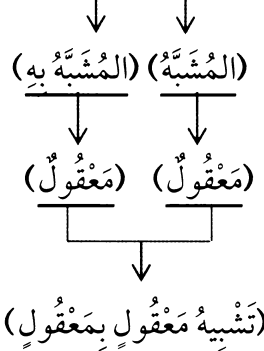 (المُشَبَّهُ) (المُشَبَّهُ بِهِ)
(مَعْقُولٌ) (مَعْقُولٌ)
(تَشْبِيهُ مَعْقُولٍ بِمَعْقُولٍ)